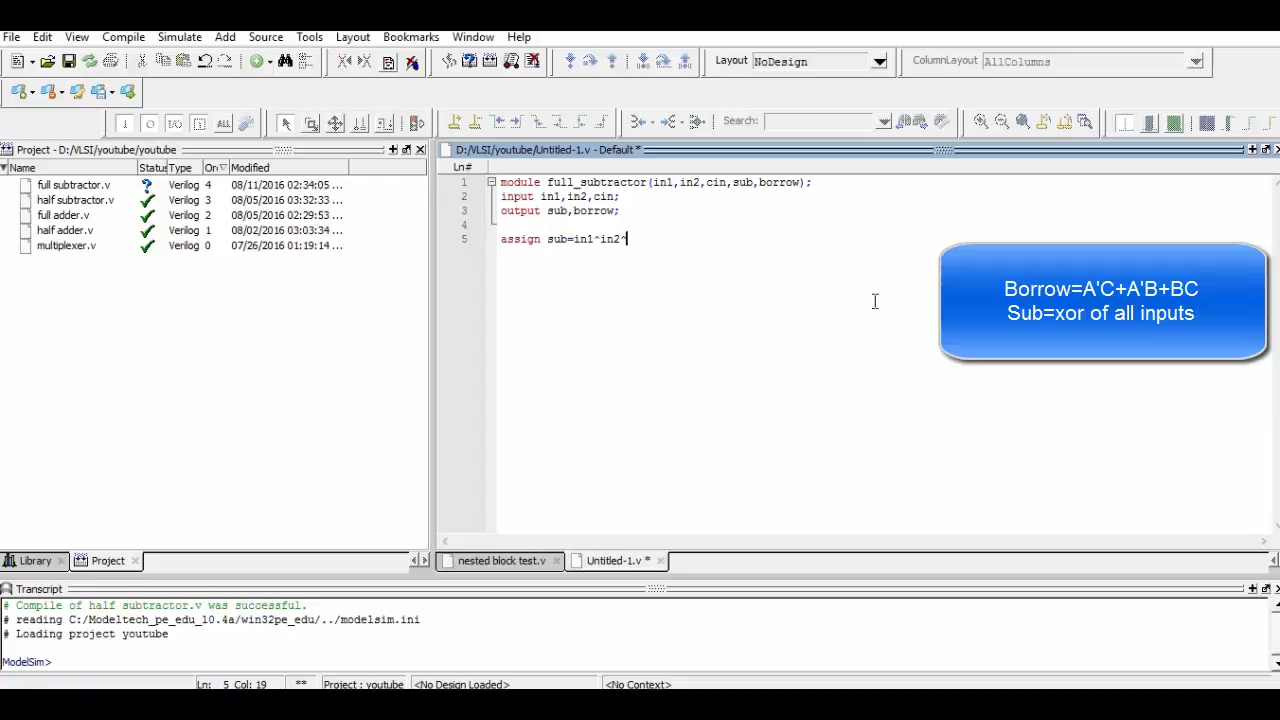 File Edit View Compile Simulate Add Source Tools Layout Bookmarks Window Help
Layout NoDesign ColumnLayout AllColumns
Search:
Project - D:/VLSI/youtube/youtube
Name Status Type Or Modified
full subtractor.v Verilog 4 08/11/2016 02:34:05 ...
half subtractor.v Verilog 3 08/05/2016 03:32:33 ...
full adder.v Verilog 2 08/05/2016 02:29:53 ...
half adder.v Verilog 1 08/02/2016 03:03:34 ...
multiplexer.v Verilog 0 07/26/2016 01:19:14 ...
Library Project
D:/VLSI/youtube/Untitled-1.v - Default *
Ln#
1 module full_subtractor(in1,in2,cin,sub,borrow);
2 input in1,in2,cin;
3 output sub,borrow;
4
5 assign sub=in1^in2^
Borrow=A'C+A'B+BC
Sub=xor of all inputs
nested block test.v Untitled-1.v *
Transcript
# Compile of half subtractor.v was successful.
# reading C:/Modeltech_pe_edu_10.4a/win32pe_edu/../modelsim.ini
# Loading project youtube
ModelSim>
Ln: 5 Col: 19 ** Project : youtube <No Design Loaded> <No Context>